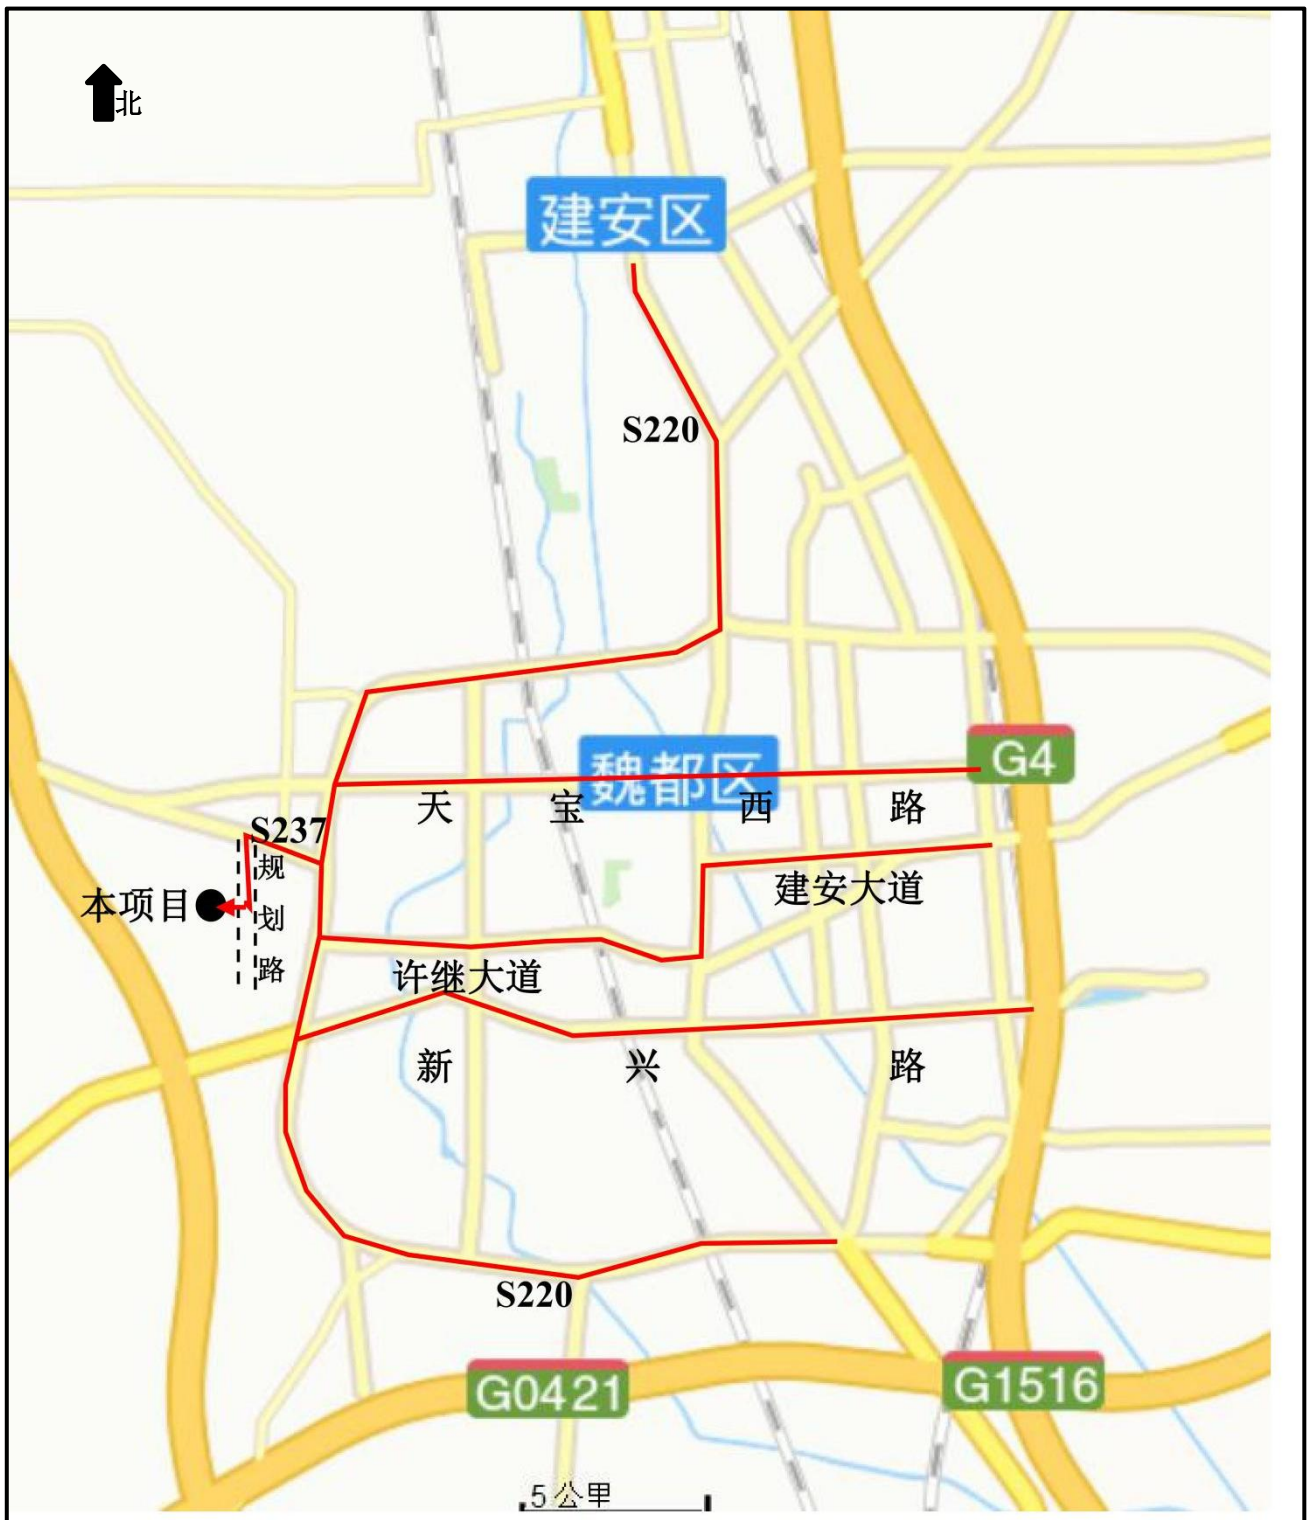 北
建安区
S220
魏都区
G4
天宝西路
S237
规划路
本项目
建安大道
许继大道
新兴路
S220
G0421
G1516
5公里